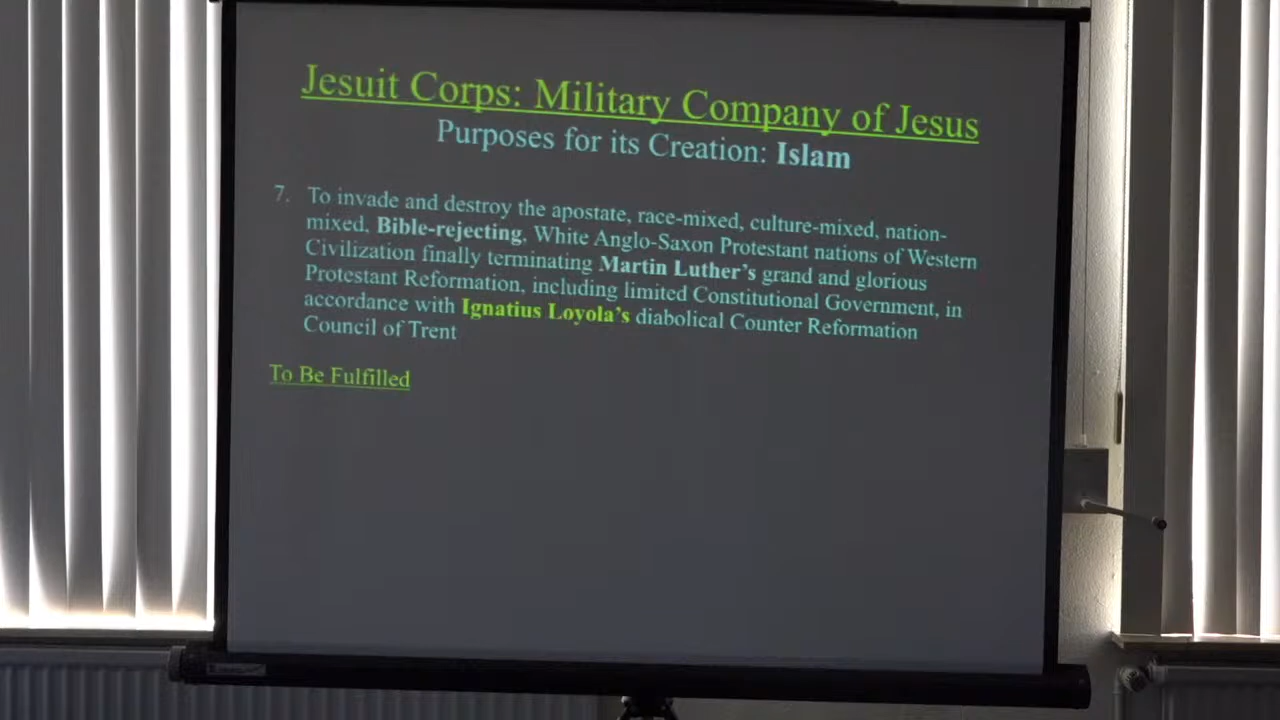 Jesuit Corps: Military Company of Jesus
Purposes for its Creation: Islam
7. To invade and destroy the apostate, race-mixed, culture-mixed, nation-
mixed, Bible-rejecting, White Anglo-Saxon Protestant nations of Western
Civilization finally terminating Martin Luther's grand and glorious
Protestant Reformation, including limited Constitutional Government, in
accordance with Ignatius Loyola's diabolical Counter Reformation
Council of Trent
To Be Fulfilled